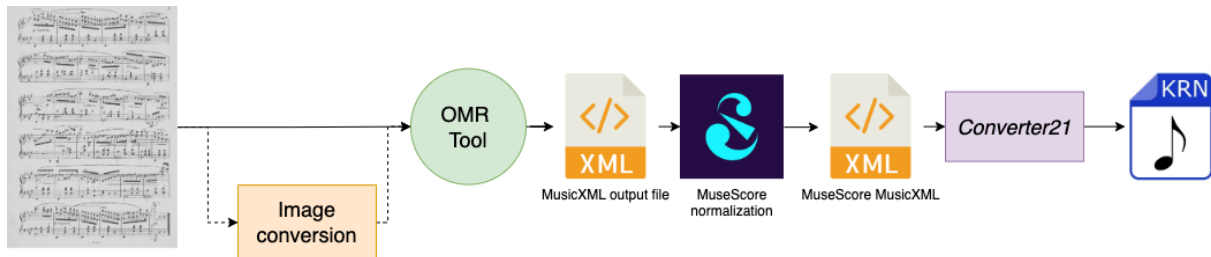 OMR
Tool
Image
conversion
XML
MusicXML output file
MuseScore
normalization
XML
MuseScore MusicXML
Converter21
KRN